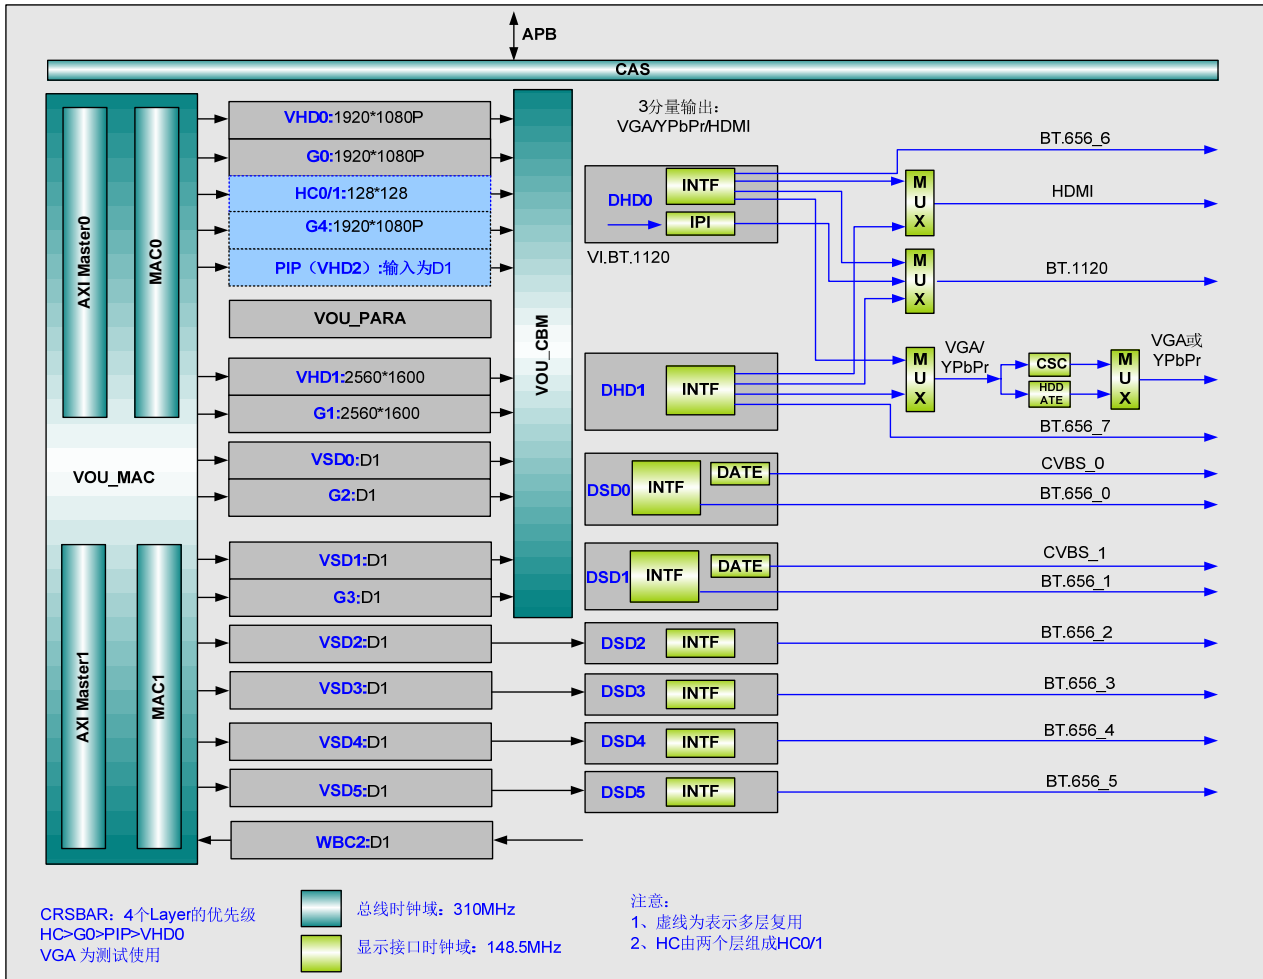 APB
CAS
AXI Master0
MAC0
VOU_MAC
AXI Master1
MAC1
VHD0:1920*1080P
G0:1920*1080P
HC0/1:128*128
G4:1920*1080P
PIP（VHD2）:输入为D1
VOU_PARA
VHD1:2560*1600
G1:2560*1600
VSD0:D1
G2:D1
VSD1:D1
G3:D1
VSD2:D1
VSD3:D1
VSD4:D1
VSD5:D1
WBC2:D1
VOU_CBM
3分量输出：
VGA/YPbPr/HDMI
DHD0
INTF
IPI
VI.BT.1120
DHD1
INTF
DSD0
INTF
DATE
DSD1
INTF
DATE
DSD2
INTF
DSD3
INTF
DSD4
INTF
DSD5
INTF
MUX
MUX
MUX
VGA/
YPbPr
CSC
HDD
ATE
MUX
VGA或
YPbPr
BT.656_6
HDMI
BT.1120
BT.656_7
CVBS_0
BT.656_0
CVBS_1
BT.656_1
BT.656_2
BT.656_3
BT.656_4
BT.656_5
CRSBAR：4个Layer的优先级
HC>G0>PIP>VHD0
VGA 为测试使用
总线时钟域：310MHz
显示接口时钟域：148.5MHz
注意：
1、虚线为表示多层复用
2、HC由两个层组成HC0/1